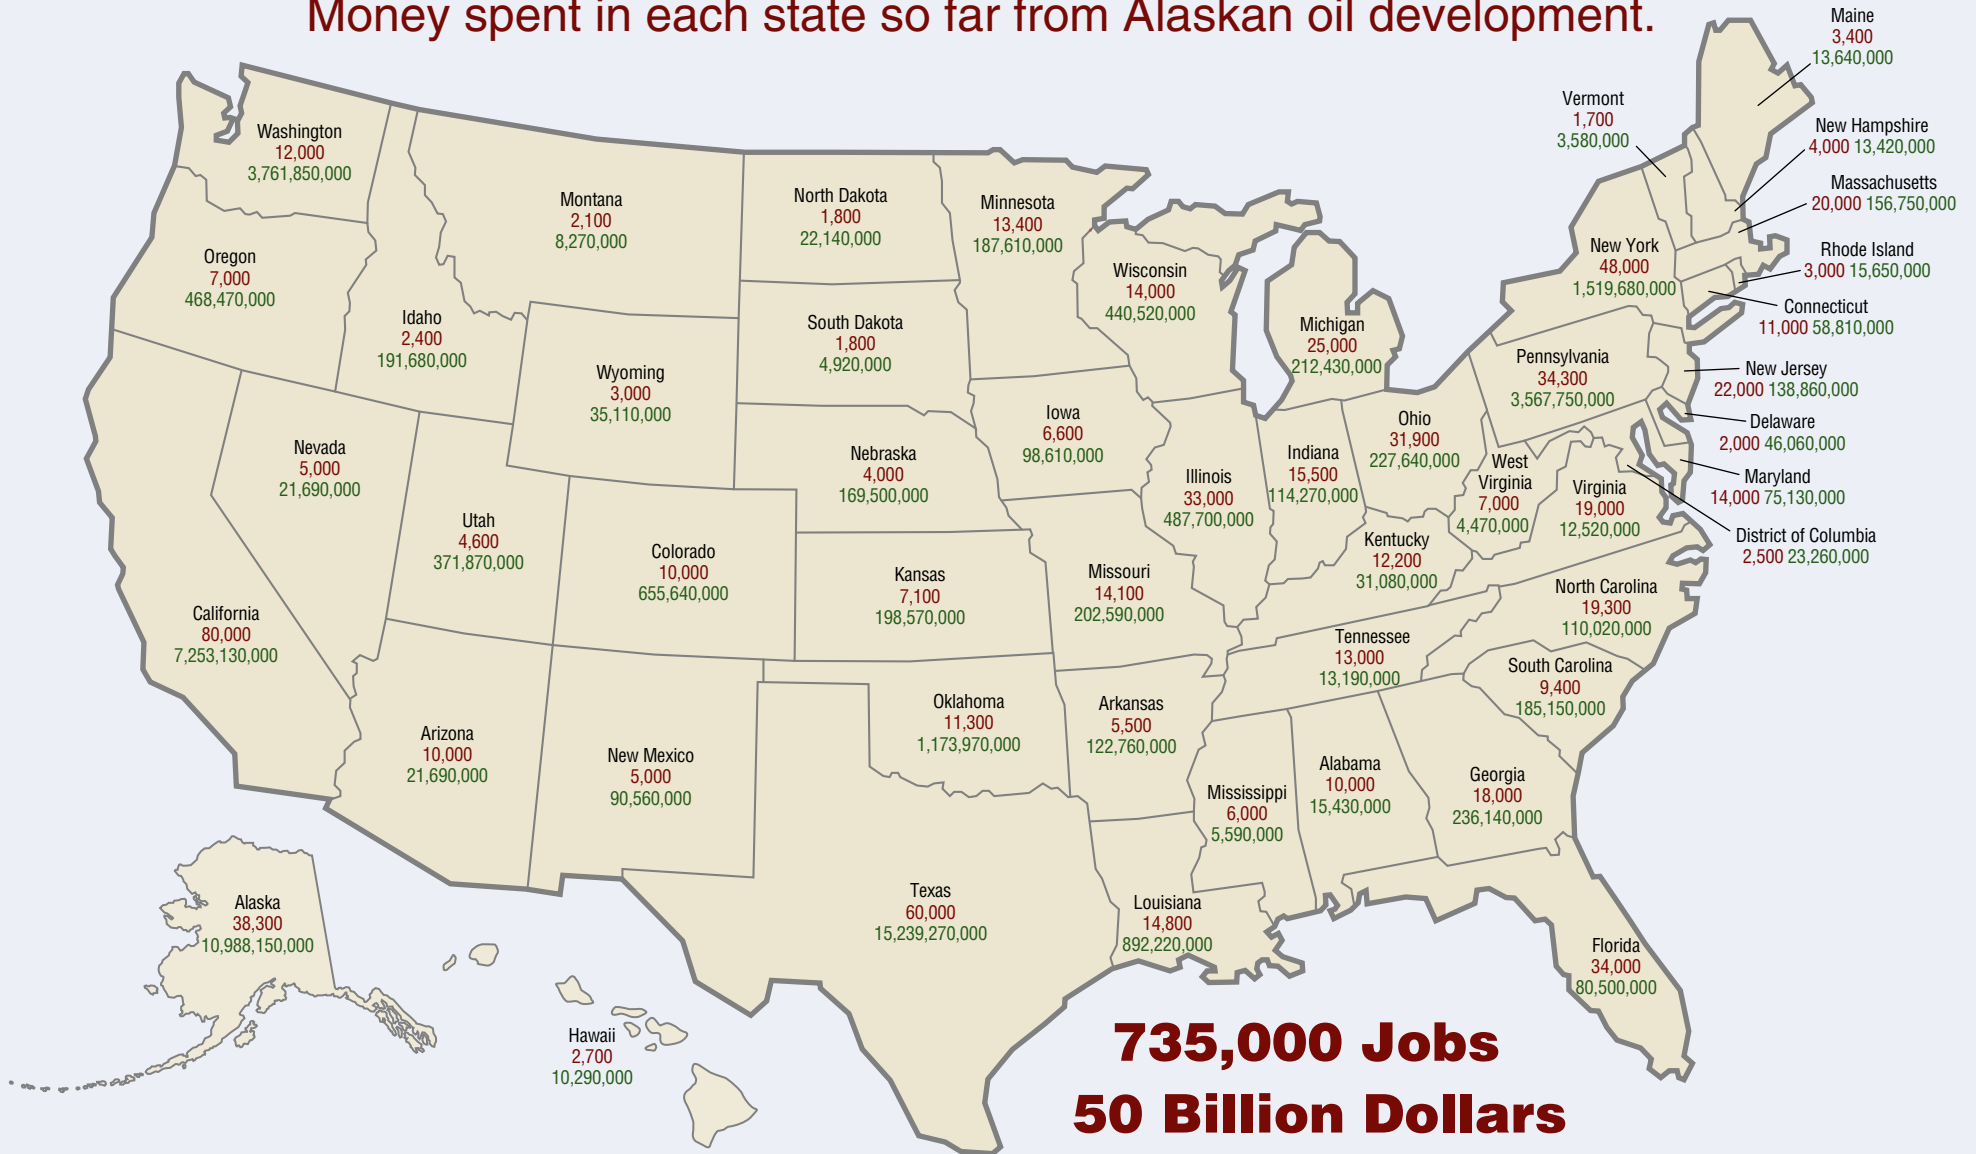 Money spent in each state so far from Alaskan oil development.
Maine
3,400
13,640,000
Vermont
1,700
3,580,000
New Hampshire
4,000 13,420,000
Massachusetts
20,000 156,750,000
Rhode Island
3,000 15,650,000
Connecticut
11,000 58,810,000
New Jersey
22,000 138,860,000
Delaware
2,000 46,060,000
Maryland
14,000 75,130,000
District of Columbia
2,500 23,260,000
Washington
12,000
3,761,850,000
Oregon
7,000
468,470,000
Idaho
2,400
191,680,000
Montana
2,100
8,270,000
North Dakota
1,800
22,140,000
Minnesota
13,400
187,610,000
Wisconsin
14,000
440,520,000
Michigan
25,000
212,430,000
New York
48,000
1,519,680,000
Pennsylvania
34,300
3,567,750,000
Wyoming
3,000
35,110,000
South Dakota
1,800
4,920,000
Iowa
6,600
98,610,000
Nebraska
4,000
169,500,000
Nevada
5,000
21,690,000
Utah
4,600
371,870,000
Colorado
10,000
655,640,000
Kansas
7,100
198,570,000
Missouri
14,100
202,590,000
Illinois
33,000
487,700,000
Indiana
15,500
114,270,000
Ohio
31,900
227,640,000
West
Virginia
7,000
4,470,000
Virginia
19,000
12,520,000
Kentucky
12,200
31,080,000
North Carolina
19,300
110,020,000
Tennessee
13,000
13,190,000
South Carolina
9,400
185,150,000
California
80,000
7,253,130,000
Arizona
10,000
21,690,000
New Mexico
5,000
90,560,000
Oklahoma
11,300
1,173,970,000
Arkansas
5,500
122,760,000
Mississippi
6,000
5,590,000
Alabama
10,000
15,430,000
Georgia
18,000
236,140,000
Texas
60,000
15,239,270,000
Louisiana
14,800
892,220,000
Florida
34,000
80,500,000
Alaska
38,300
10,988,150,000
Hawaii
2,700
10,290,000
735,000 Jobs
50 Billion Dollars